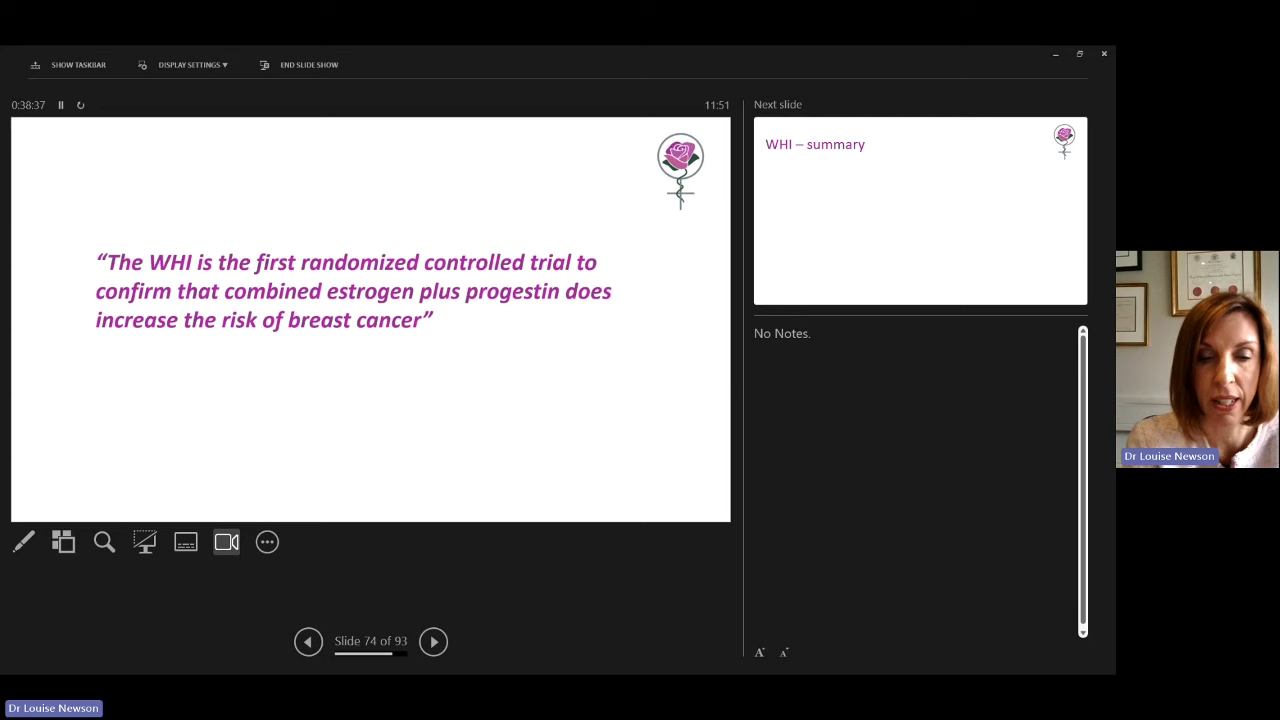 SHOW TASKBAR
DISPLAY SETTINGS ▼
END SLIDE SHOW
0:38:37
11:51
“The WHI is the first randomized controlled trial to
confirm that combined estrogen plus progestin does
increase the risk of breast cancer”
Slide 74 of 93
Next slide
WHI – summary
No Notes.
A
A
Dr Louise Newson
Dr Louise Newson